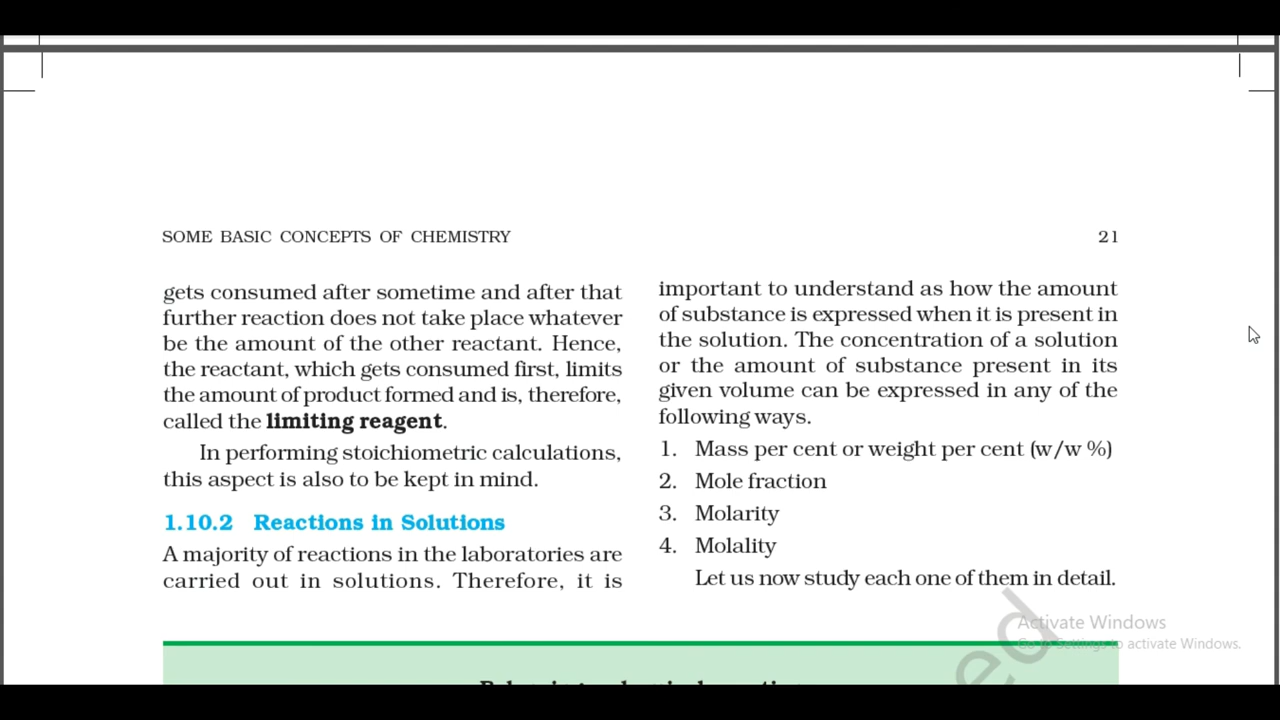 SOME BASIC CONCEPTS OF CHEMISTRY
21
gets consumed after sometime and after that
further reaction does not take place whatever
be the amount of the other reactant. Hence,
the reactant, which gets consumed first, limits
the amount of product formed and is, therefore,
called the limiting reagent.
In performing stoichiometric calculations,
this aspect is also to be kept in mind.
1.10.2 Reactions in Solutions
A majority of reactions in the laboratories are
carried out in solutions. Therefore, it is
important to understand as how the amount
of substance is expressed when it is present in
the solution. The concentration of a solution
or the amount of substance present in its
given volume can be expressed in any of the
following ways.
1. Mass per cent or weight per cent (w/w %)
2. Mole fraction
3. Molarity
4. Molality
Let us now study each one of them in detail.
Activate Windows
Go to Settings to activate Windows.
ed